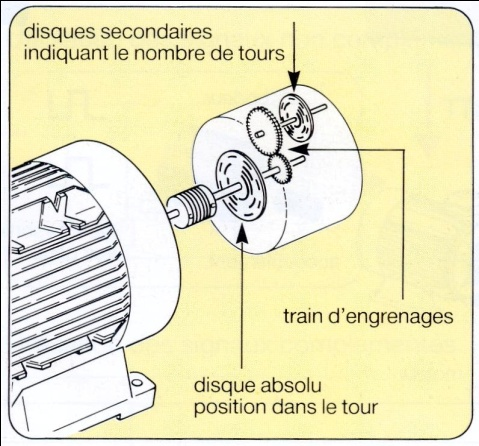 disques secondaires
indiquant le nombre de tours
train d'engrenages
disque absolu
position dans le tour